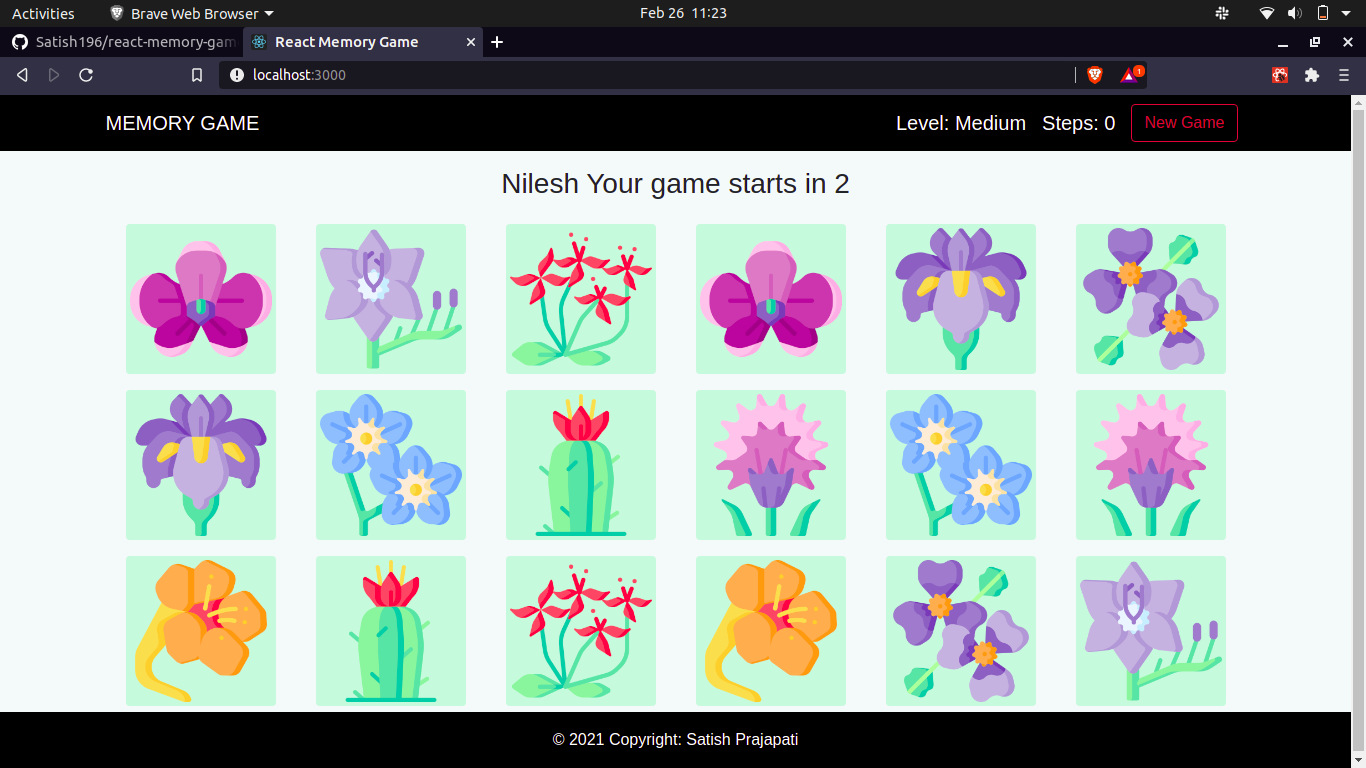 Activities Brave Web Browser Feb 26 11:23
Satish196/react-memory-gam React Memory Game
localhost:3000 1
MEMORY GAME Level: Medium Steps: 0 New Game
Nilesh Your game starts in 2
© 2021 Copyright: Satish Prajapati